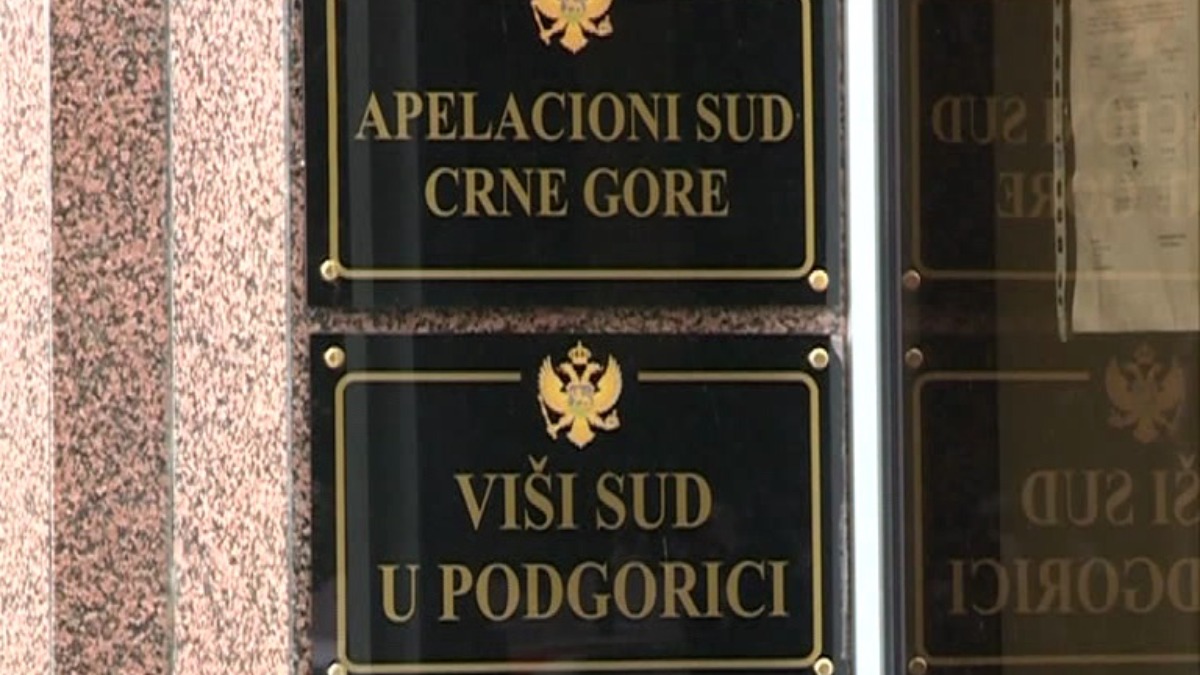 APELACIONI SUD
CRNE GORE
VIŠI SUD
U PODGORICI